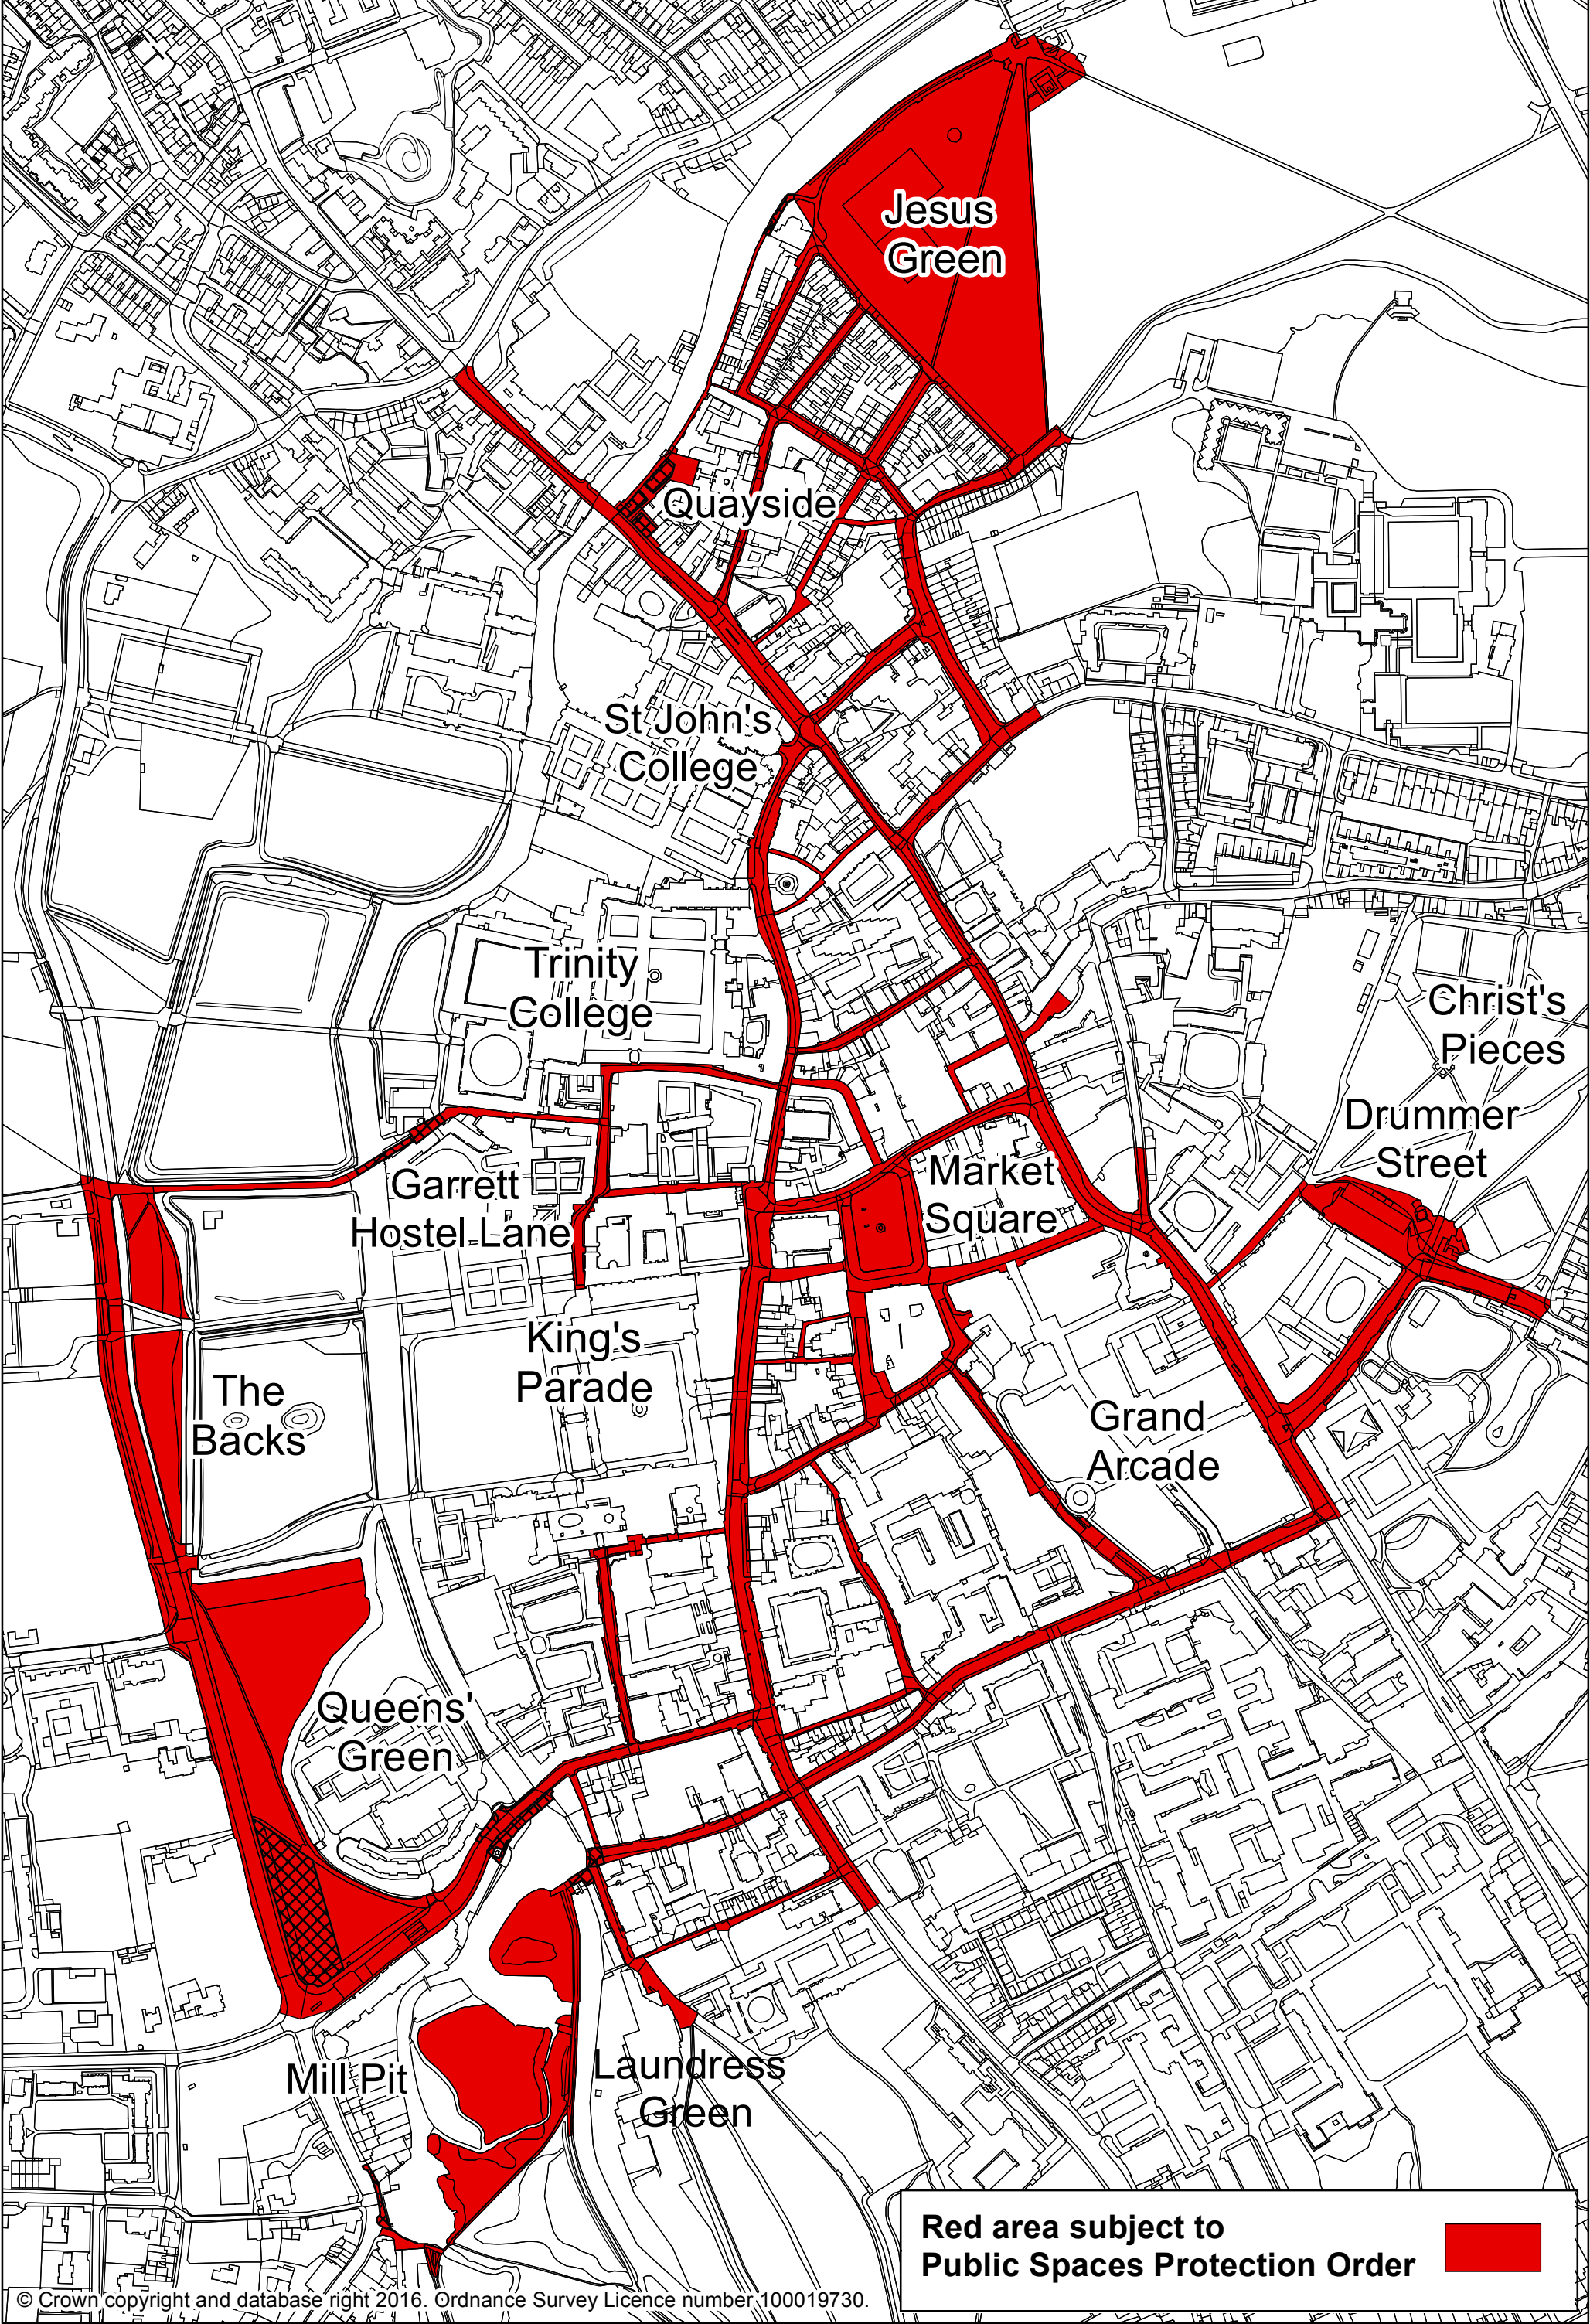 Jesus
Green
Quayside
St John's
College
Trinity
College
Christ's
Pieces
Drummer
Street
Garrett
Hostel Lane
Market
Square
King's
Parade
The
Backs
Grand
Arcade
Queens'
Green
Mill Pit
Laundress
Green
Red area subject to
Public Spaces Protection Order
© Crown copyright and database right 2016. Ordnance Survey Licence number 100019730.